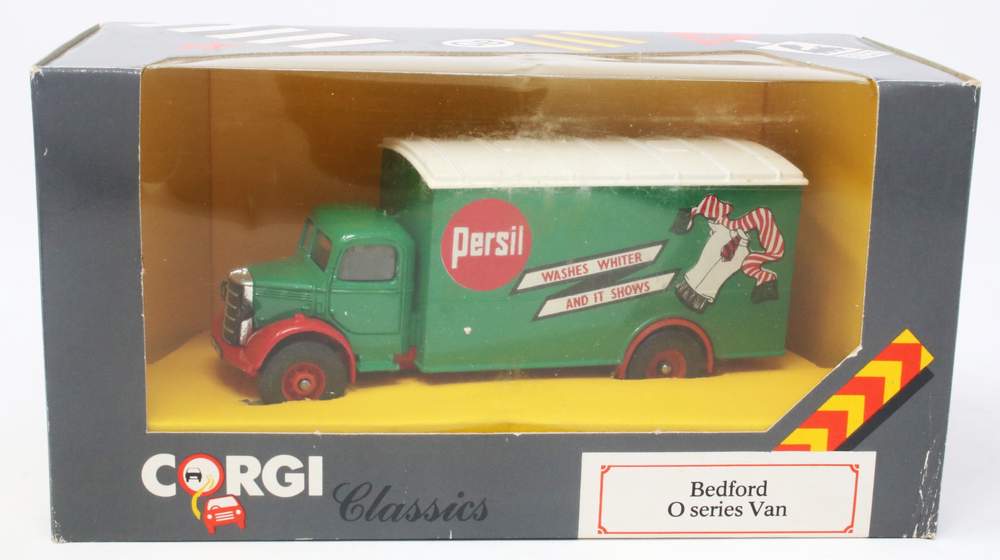 Persil
WASHES WHITER
AND IT SHOWS
CORGI
Classics
Bedford
O series Van